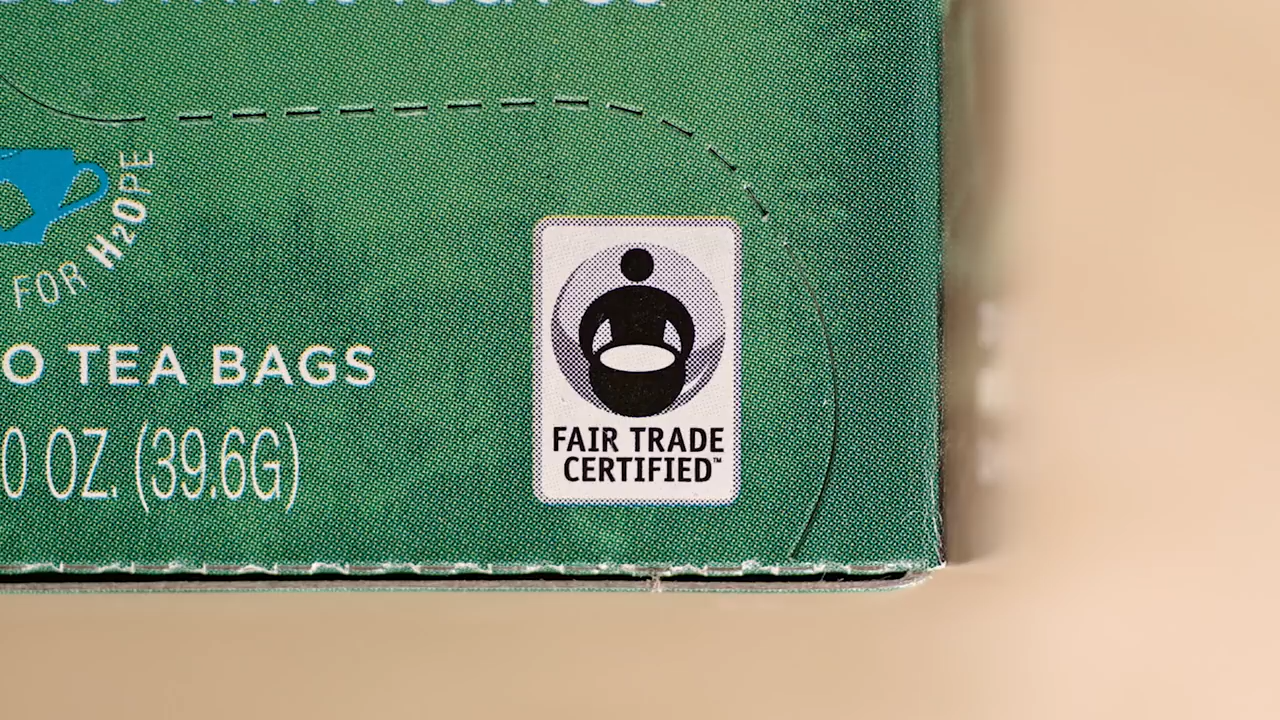 FOR H2OPE
O TEA BAGS
0 OZ. (39.6G)
FAIR TRADE
CERTIFIED™